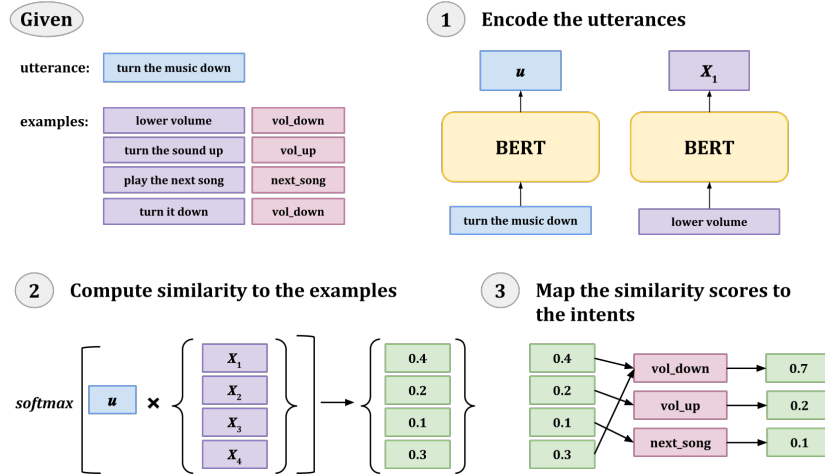 Given
utterance: turn the music down
examples: lower volume vol_down
turn the sound up vol_up
play the next song next_song
turn it down vol_down
1 Encode the utterances
u X1
BERT BERT
turn the music down lower volume
2 Compute similarity to the examples
softmax [ u × { X1 X2 X3 X4 } ] → { 0.4 0.2 0.1 0.3 }
3 Map the similarity scores to
the intents
0.4 vol_down 0.7
0.2 vol_up 0.2
0.1 next_song 0.1
0.3